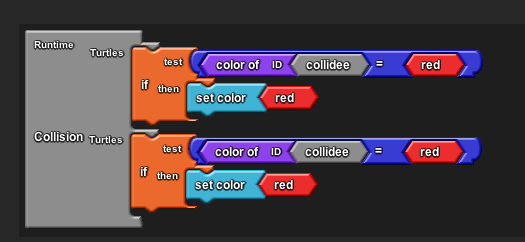 Runtime
Turtles
test color of ID collidee = red
if then
set color red
Collision Turtles
test color of ID collidee = red
if then
set color red